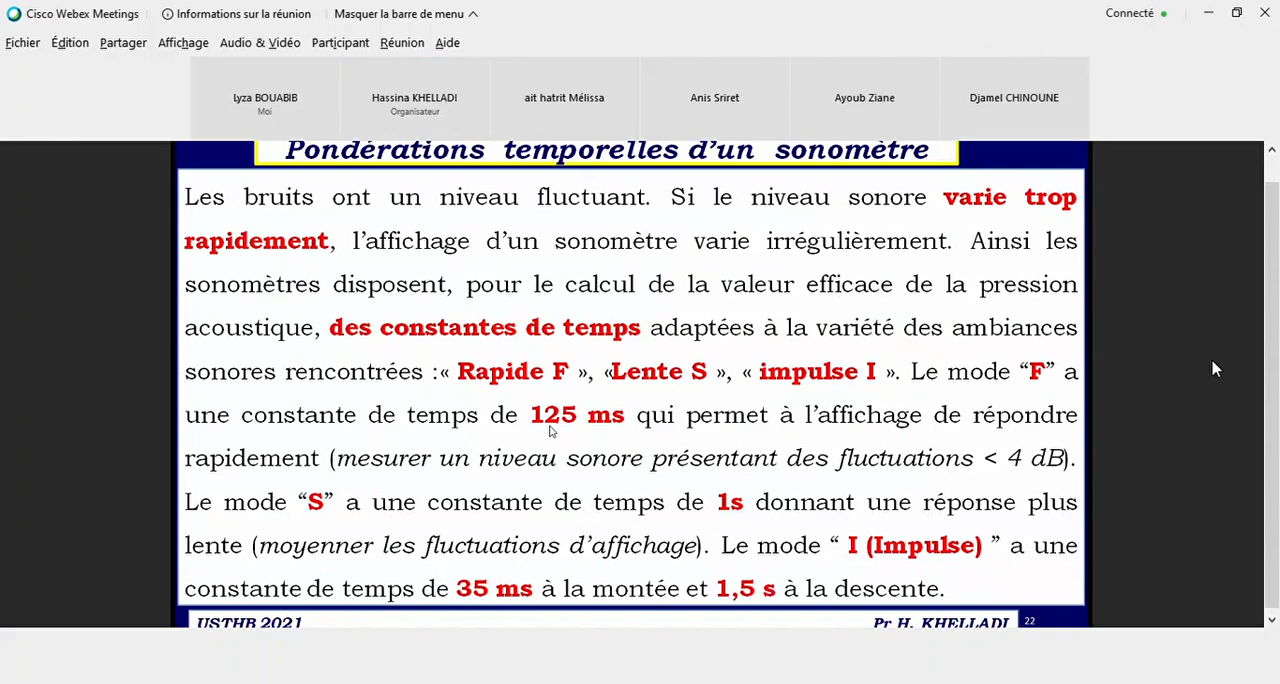 Cisco Webex Meetings Informations sur la réunion Masquer la barre de menu Connecté
Fichier Édition Partager Affichage Audio & Vidéo Participant Réunion Aide
Lyza BOUABIB Hassina KHELLADI ait hatrit Mélissa Anis Sriret Ayoub Ziane Djamel CHINOUNE
Moi Organisateur
Pondérations temporelles d’un sonomètre
Les bruits ont un niveau fluctuant. Si le niveau sonore varie trop
rapidement, l’affichage d’un sonomètre varie irrégulièrement. Ainsi les
sonomètres disposent, pour le calcul de la valeur efficace de la pression
acoustique, des constantes de temps adaptées à la variété des ambiances
sonores rencontrées :« Rapide F », «Lente S », « impulse I ». Le mode “F” a
une constante de temps de 125 ms qui permet à l’affichage de répondre
rapidement (mesurer un niveau sonore présentant des fluctuations < 4 dB).
Le mode “S” a une constante de temps de 1s donnant une réponse plus
lente (moyenner les fluctuations d’affichage). Le mode “ I (Impulse) ” a une
constante de temps de 35 ms à la montée et 1,5 s à la descente.
USTHB 2021 Pr H. KHELLADI 22